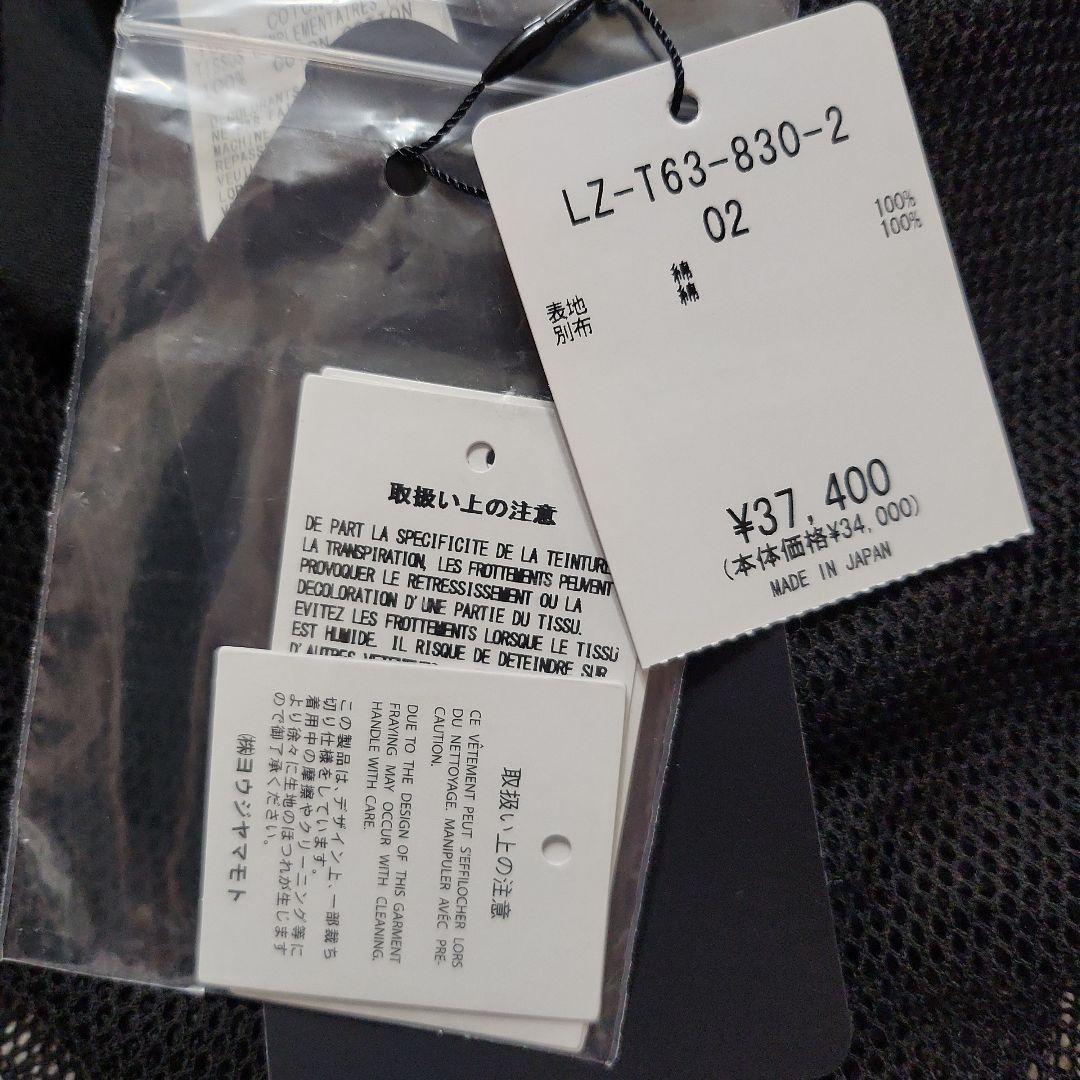 LZ-T63-830-2
02
表地 綿 100%
別布 綿 100%
¥37,400
(本体価格¥34,000)
MADE IN JAPAN
取扱い上の注意
DE PART LA SPECIFICITE DE LA TEINTURE
LA TRANSPIRATION, LES FROTTEMENTS PEUVENT
PROVOQUER LE RETRESSISSEMENT OU LA
DECOLORATION D'UNE PARTIE DU TISSU.
EVITEZ LES FROTTEMENTS LORSQUE LE TISSU
EST HUMIDE. IL RISQUE DE DETEINDRE SUR
D'AUTRES VETEMENTS
取扱い上の注意
CE VÊTEMENT PEUT S'EFFILOCHER LORS
DU NETTOYAGE. MANIPULER AVÉC PRE-
CAUTION.
DUE TO THE DESIGN OF THIS GARMENT
FRAYING MAY OCCUR WITH CLEANING.
HANDLE WITH CARE.
この製品は、デザイン上、一部裁ち
切り仕様をしています。
着用中の摩擦やクリーニング等に
より徐々に生地のほつれが生じます
ので御了承ください。
㈱ヨウジヤマモト
100%
MACHINE